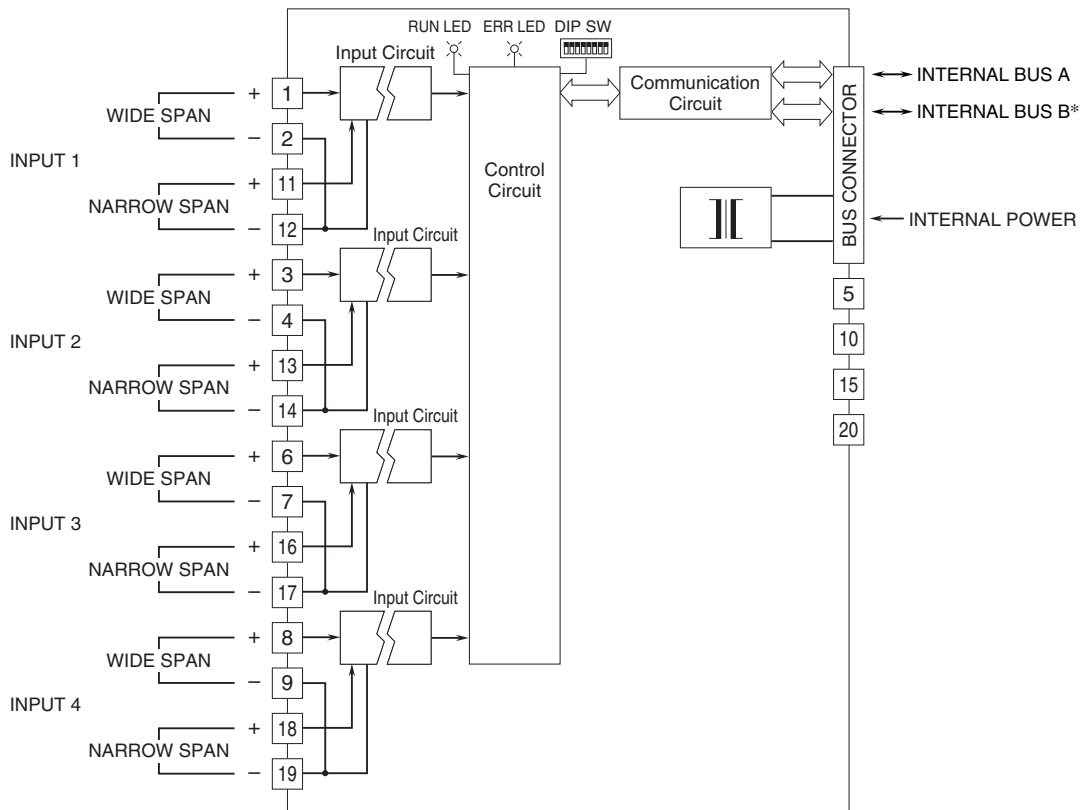 RUN LED ERR LED DIP SW
Input Circuit
WIDE SPAN + 1
− 2
INPUT 1
NARROW SPAN + 11
− 12
Input Circuit
WIDE SPAN + 3
− 4
INPUT 2
NARROW SPAN + 13
− 14
Input Circuit
WIDE SPAN + 6
− 7
INPUT 3
NARROW SPAN + 16
− 17
Input Circuit
WIDE SPAN + 8
− 9
INPUT 4
NARROW SPAN + 18
− 19
Control
Circuit
Communication
Circuit
BUS CONNECTOR
INTERNAL BUS A
INTERNAL BUS B*
INTERNAL POWER
5
10
15
20